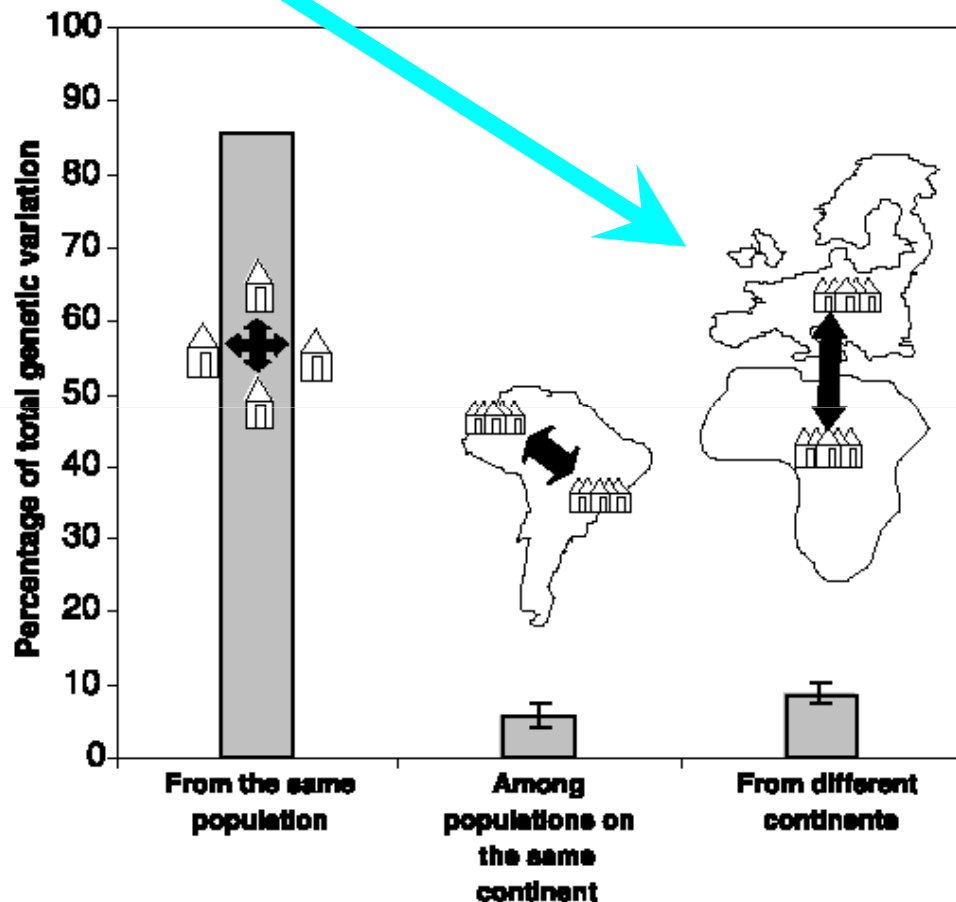 Percentage of total genetic variation
100
90
80
70
60
50
40
30
20
10
0
From the same
population
Among
populations on
the same
continent
From different
continents